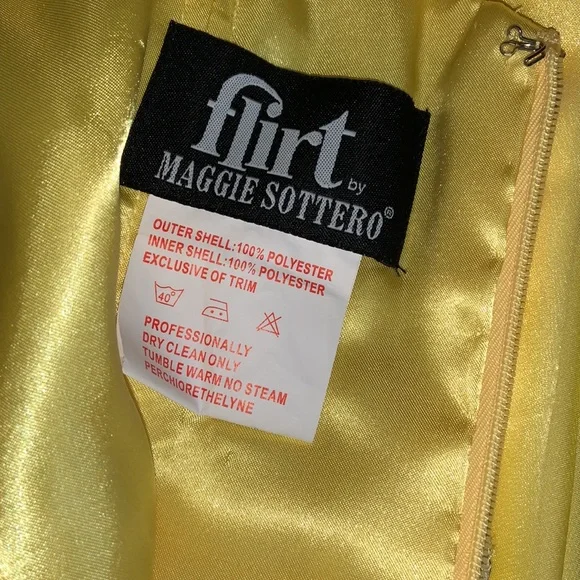 flirt
by
MAGGIE SOTTERO®
OUTER SHELL:100% POLYESTER
INNER SHELL:100% POLYESTER
EXCLUSIVE OF TRIM
40°
PROFESSIONALLY
DRY CLEAN ONLY
TUMBLE WARM NO STEAM
PERCHIORETHELYNE